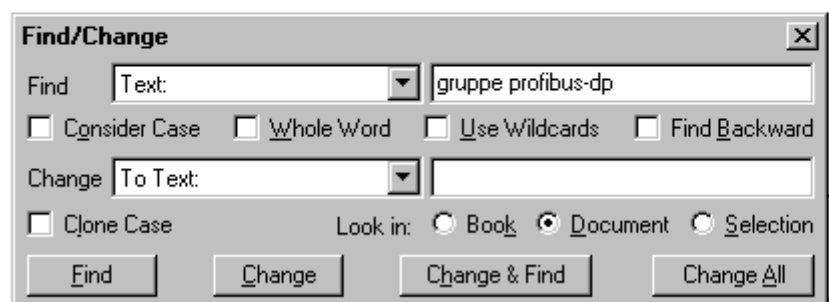 Find/Change
Find Text: gruppe profibus-dp
Consider Case Whole Word Use Wildcards Find Backward
Change To Text:
Clone Case Look in: Book Document Selection
Find Change Change & Find Change All